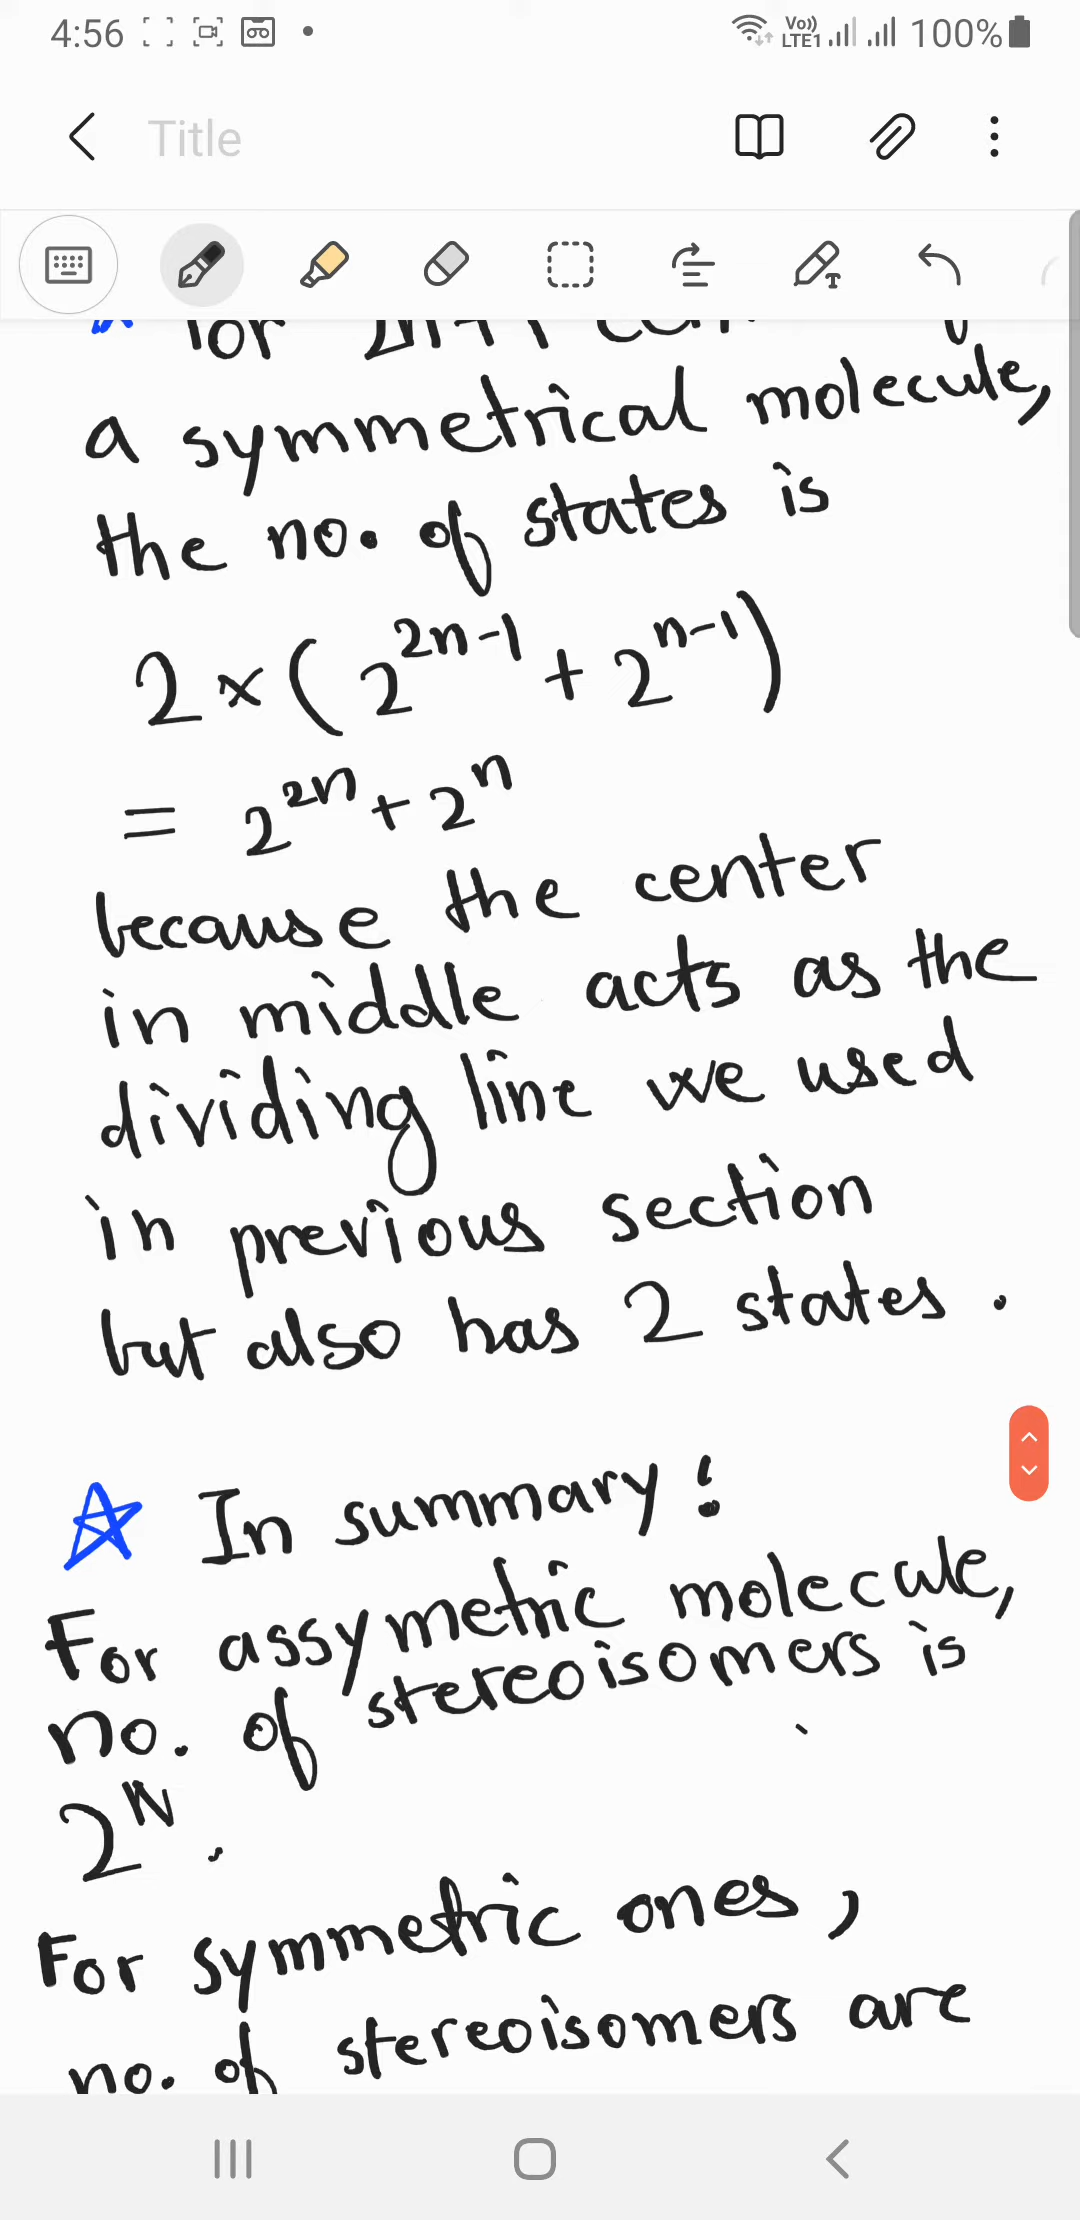 4:56
Vo)) LTE1 100%
Title
for 2n+1
a symmetrical molecule,
the no. of states is
2 × (2^{2n-1} + 2^{n-1})
= 2^{2n} + 2^n
because the center
in middle acts as the
dividing line we used
in previous section
but also has 2 states.
☆ In summary:
For assymetric molecule,
no. of stereoisomers is
2^N.
For symmetric ones,
no. of stereoisomers are